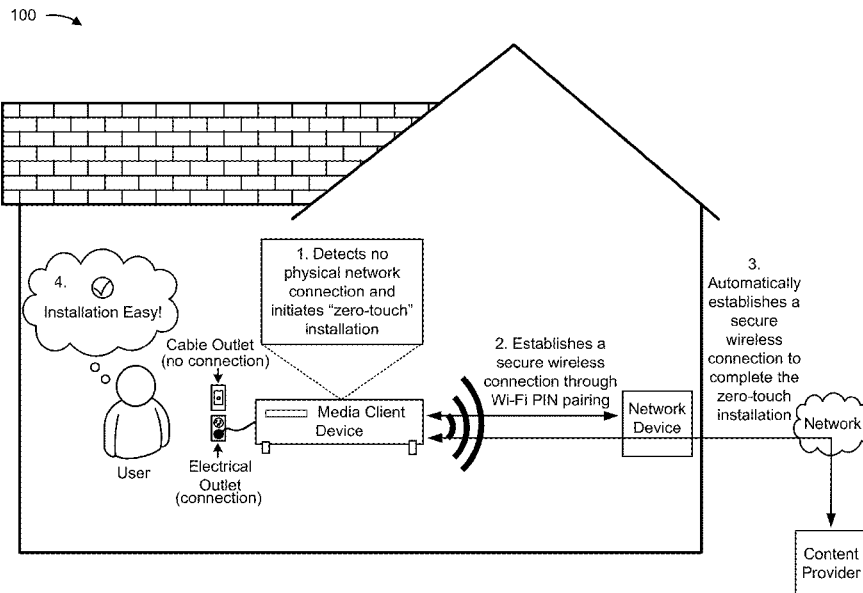 100
1. Detects no
physical network
connection and
initiates “zero-touch”
installation
4.
Installation Easy!
Cable Outlet
(no connection)
User
Electrical
Outlet
(connection)
Media Client
Device
2. Establishes a
secure wireless
connection through
Wi-Fi PIN pairing
Network
Device
3.
Automatically
establishes a
secure
wireless
connection to
complete the
zero-touch
installation
Network
Content
Provider